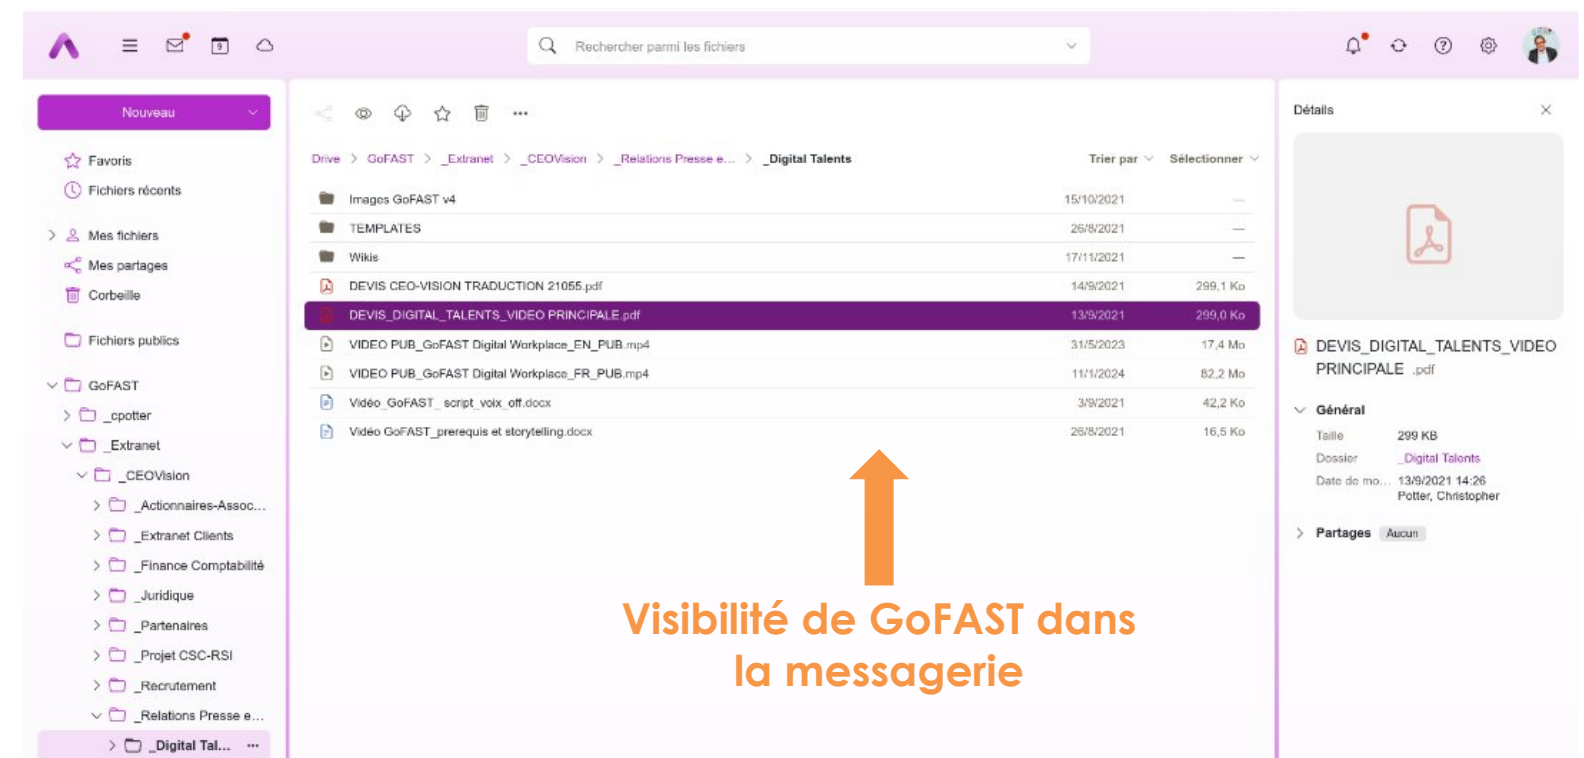 9
Rechercher parmi les fichiers
Nouveau
Favoris
Fichiers récents
Mes fichiers
Mes partages
Corbeille
Fichiers publics
GoFAST
_cpotter
_Extranet
_CEOVision
_Actionnaires-Assoc...
_Extranet Clients
_Finance Comptabilité
_Juridique
_Partenaires
_Projet CSC-RSI
_Recrutement
_Relations Presse e...
_Digital Tal... ...
Drive > GoFAST > _Extranet > _CEOVision > _Relations Presse e... > _Digital Talents Trier par Sélectionner
Images GoFAST v4 15/10/2021 —
TEMPLATES 26/8/2021 —
Wikis 17/11/2021 —
DEVIS CEO-VISION TRADUCTION 21055.pdf 14/9/2021 299,1 Ko
DEVIS_DIGITAL_TALENTS_VIDEO PRINCIPALE.pdf 13/9/2021 299,0 Ko
VIDEO PUB_GoFAST Digital Workplace_EN_PUB.mp4 31/5/2023 17,4 Mo
VIDEO PUB_GoFAST Digital Workplace_FR_PUB.mp4 11/1/2024 82,2 Mo
Vidéo_GoFAST_ script_voix_off.docx 3/9/2021 42,2 Ko
Vidéo GoFAST_prerequis et storytelling.docx 26/8/2021 16,5 Ko
Visibilité de GoFAST dans
la messagerie
Détails
DEVIS_DIGITAL_TALENTS_VIDEO
PRINCIPALE .pdf
Général
Taille 299 KB
Dossier _Digital Talents
Date de mo... 13/9/2021 14:26
Potter, Christopher
Partages Aucun